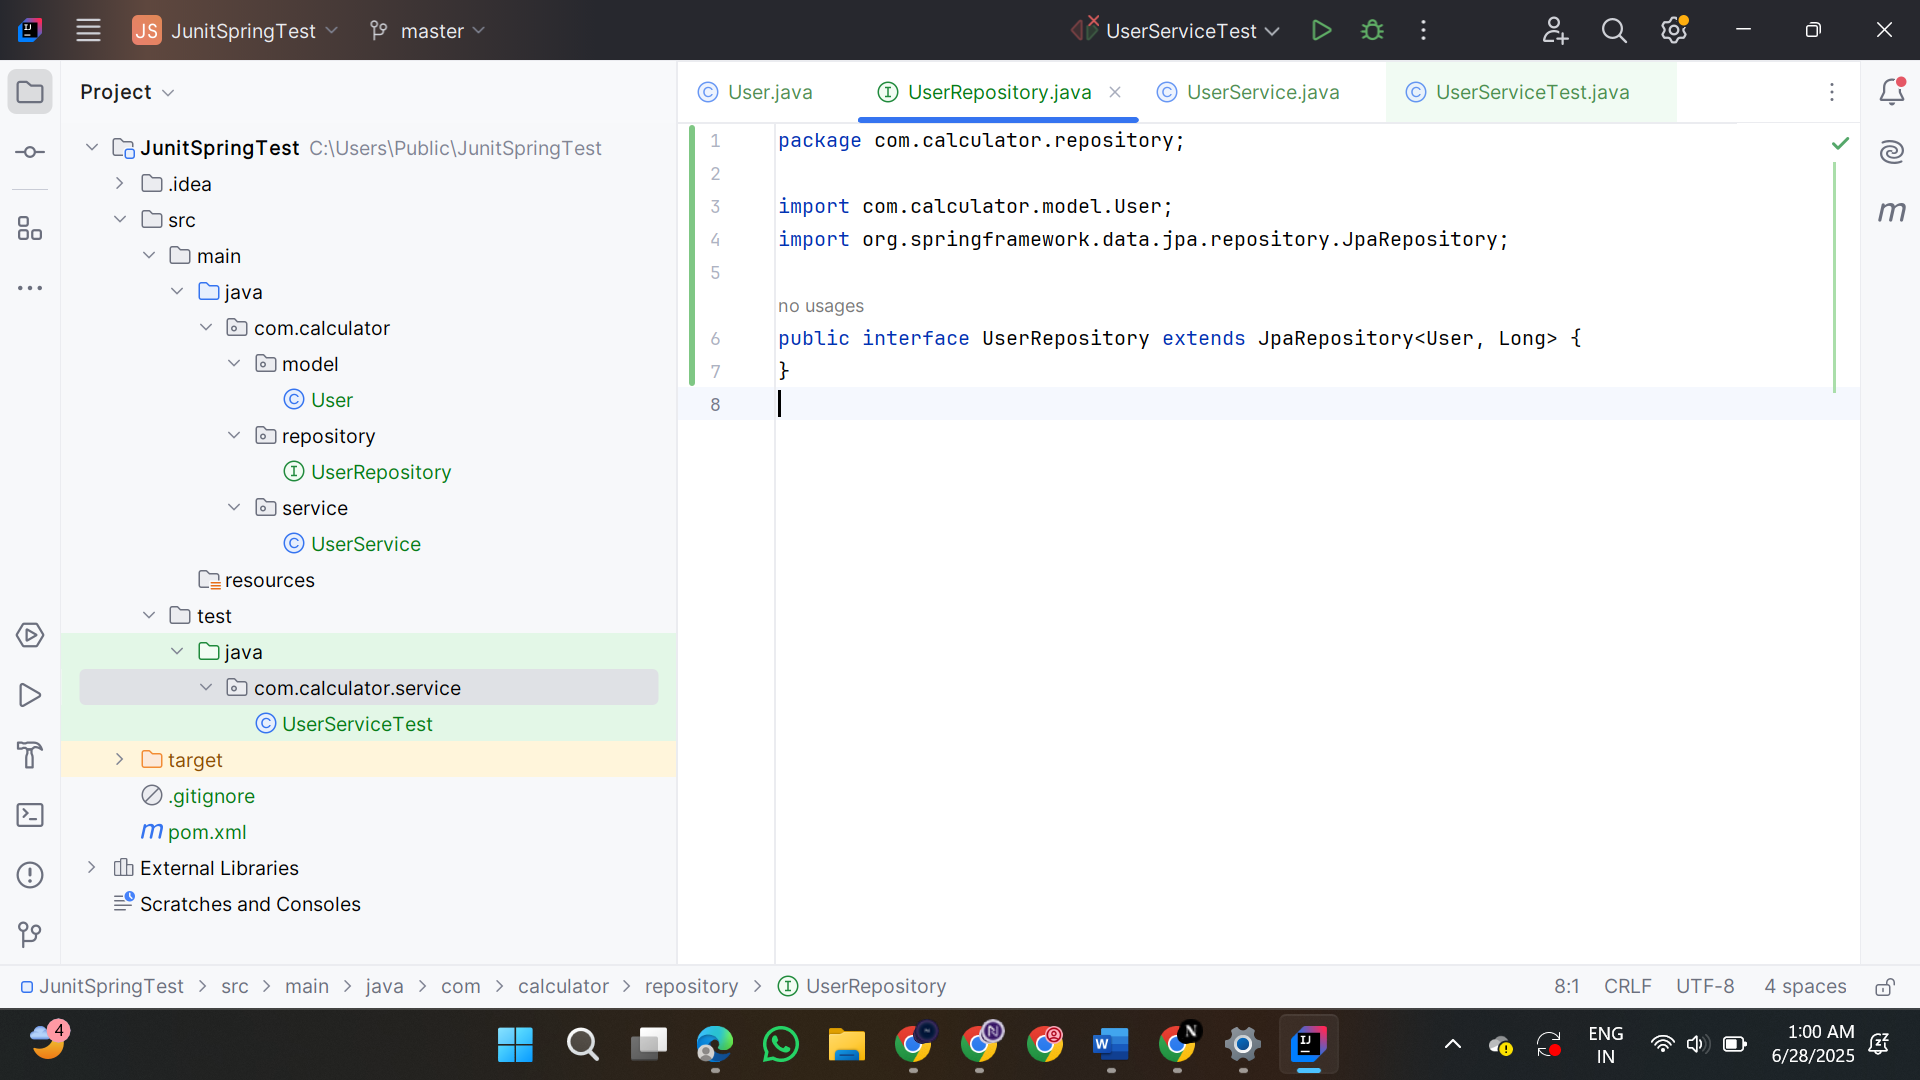 JS JunitSpringTest master UserServiceTest
Project
User.java UserRepository.java UserService.java UserServiceTest.java
JunitSpringTest C:\Users\Public\JunitSpringTest
.idea
src
main
java
com.calculator
model
User
repository
UserRepository
service
UserService
resources
test
java
com.calculator.service
UserServiceTest
target
.gitignore
pom.xml
External Libraries
Scratches and Consoles
1 package com.calculator.repository;
2
3 import com.calculator.model.User;
4 import org.springframework.data.jpa.repository.JpaRepository;
5
no usages
6 public interface UserRepository extends JpaRepository<User, Long> {
7 }
8
JunitSpringTest > src > main > java > com > calculator > repository > UserRepository 8:1 CRLF UTF-8 4 spaces
4
ENG
IN
1:00 AM
6/28/2025